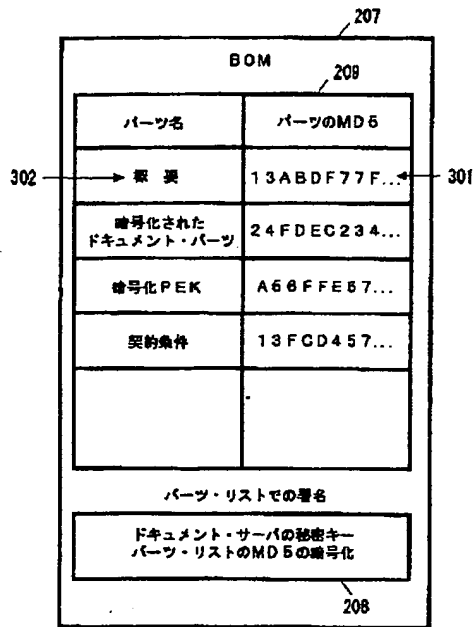 207
BOM
209
パーツ名 パーツのMD5
302 概要 13ABDF77F... 301
暗号化された
ドキュメント・パーツ 24FDEC234...
暗号化PEK A56FFE67...
契約条件 13FCD457...
パーツ・リストでの署名
ドキュメント・サーバの秘密キー
パーツ・リストのMD5の暗号化
208